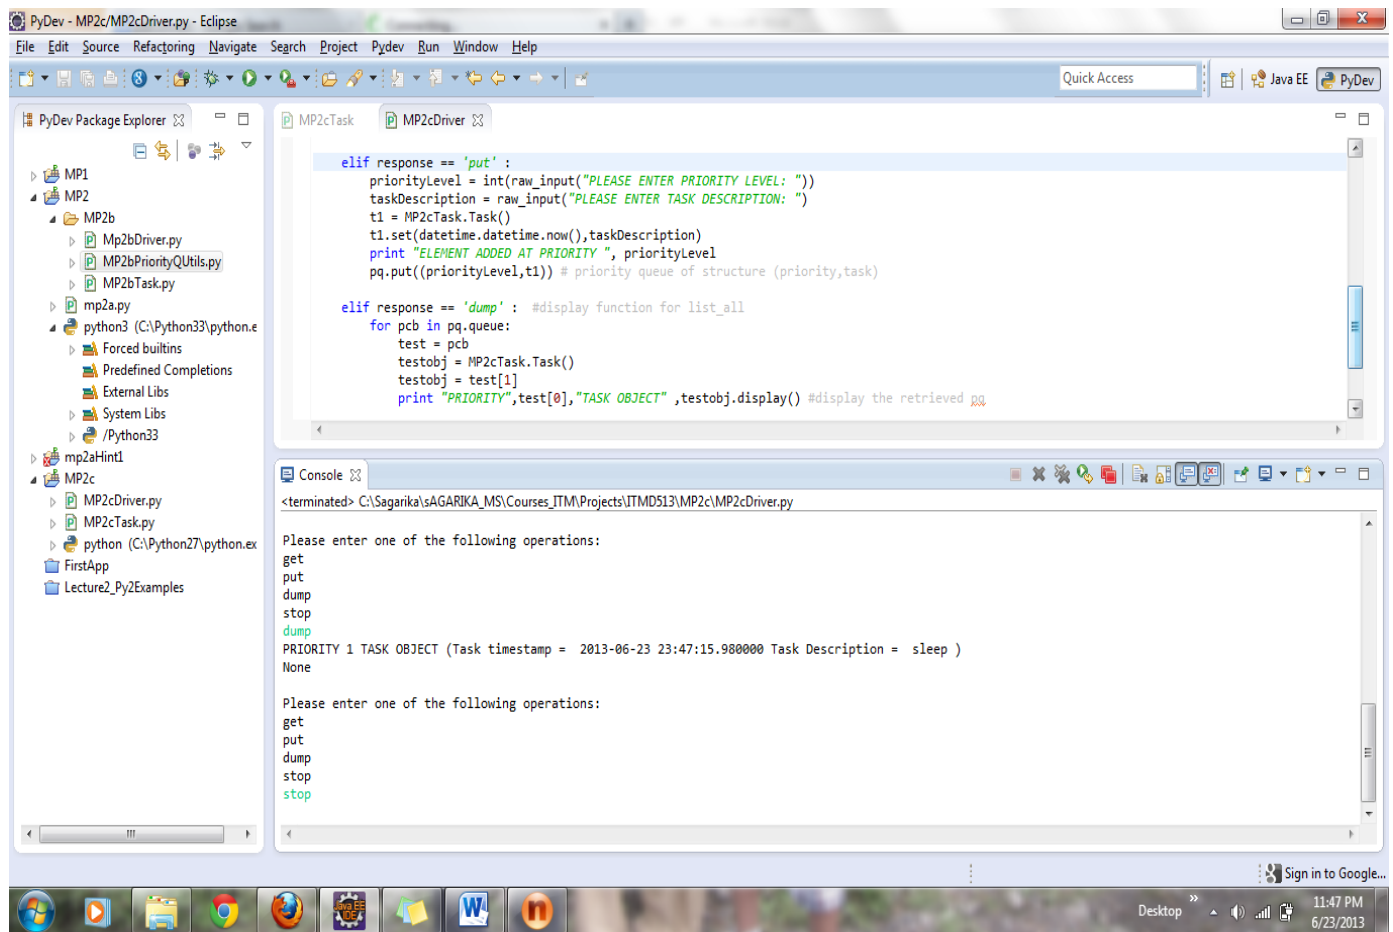 PyDev - MP2c/MP2cDriver.py - Eclipse
File Edit Source Refactoring Navigate Search Project Pydev Run Window Help
Quick Access
Java EE
PyDev
PyDev Package Explorer
MP1
MP2
MP2b
Mp2bDriver.py
MP2bPriorityQUtils.py
MP2bTask.py
mp2a.py
python3 (C:\Python33\python.e
Forced builtins
Predefined Completions
External Libs
System Libs
/Python33
mp2aHint1
MP2c
MP2cDriver.py
MP2cTask.py
python (C:\Python27\python.ex
FirstApp
Lecture2_Py2Examples
MP2cTask
MP2cDriver
elif response == 'put' :
priorityLevel = int(raw_input("PLEASE ENTER PRIORITY LEVEL: "))
taskDescription = raw_input("PLEASE ENTER TASK DESCRIPTION: ")
t1 = MP2cTask.Task()
t1.set(datetime.datetime.now(),taskDescription)
print "ELEMENT ADDED AT PRIORITY ", priorityLevel
pq.put((priorityLevel,t1)) # priority queue of structure (priority,task)
elif response == 'dump' : #display function for list_all
for pcb in pq.queue:
test = pcb
testobj = MP2cTask.Task()
testobj = test[1]
print "PRIORITY",test[0],"TASK OBJECT" ,testobj.display() #display the retrieved pq
Console
<terminated> C:\Sagarika\sAGARIKA_MS\Courses_ITM\Projects\ITMD513\MP2c\MP2cDriver.py
Please enter one of the following operations:
get
put
dump
stop
dump
PRIORITY 1 TASK OBJECT (Task timestamp = 2013-06-23 23:47:15.980000 Task Description = sleep )
None
Please enter one of the following operations:
get
put
dump
stop
stop
Sign in to Google...
Java EE
IDE
W
n
Desktop
11:47 PM
6/23/2013